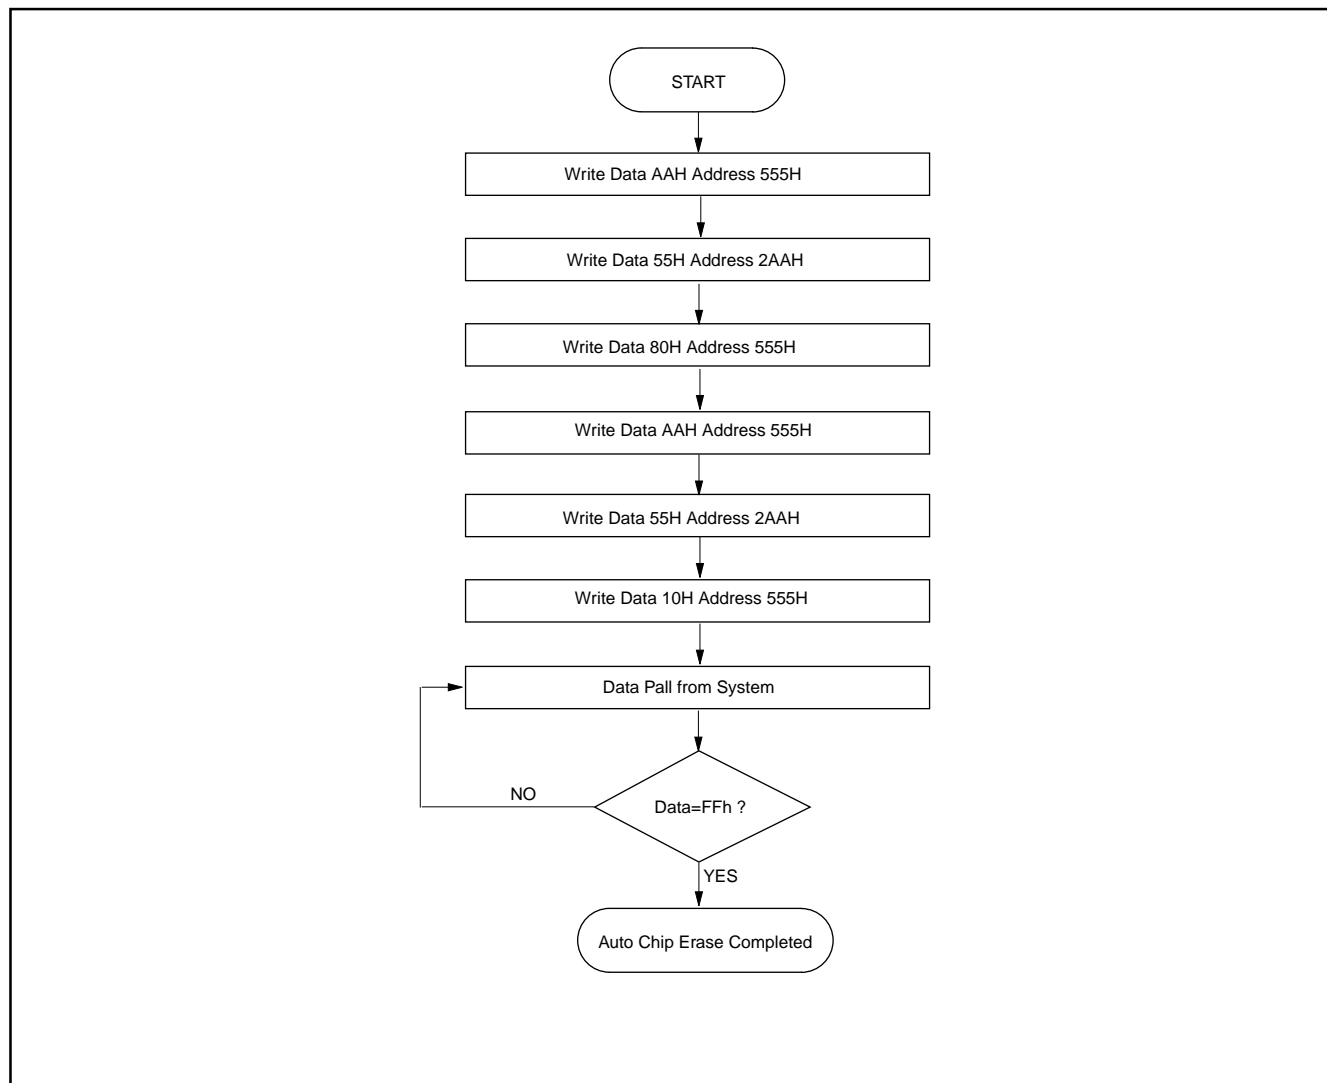 START
Write Data AAH Address 555H
Write Data 55H Address 2AAH
Write Data 80H Address 555H
Write Data AAH Address 555H
Write Data 55H Address 2AAH
Write Data 10H Address 555H
Data Pall from System
NO
Data=FFh ?
YES
Auto Chip Erase Completed